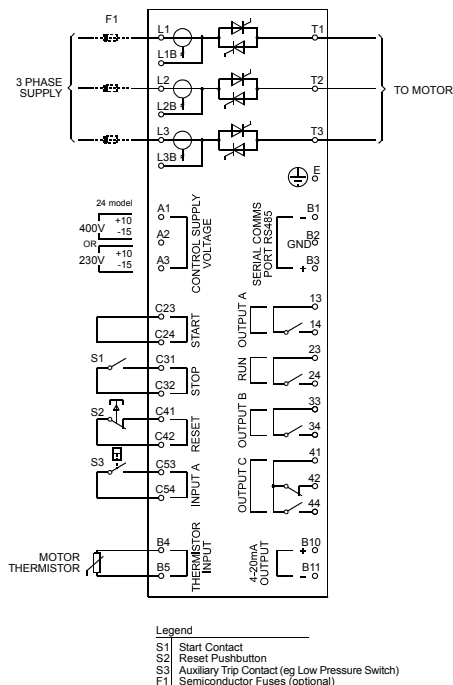 F1
L1
T1
L1B
3 PHASE
SUPPLY
L2
T2
TO MOTOR
L2B
L3
T3
L3B
E
24 model
400V +10
-15
OR
230V +10
-15
A1
A2
A3
CONTROL SUPPLY
VOLTAGE
SERIAL COMMS
PORT RS485
- B1
GND B2
+ B3
C23
C24
START
OUTPUT A
13
14
S1
C31
C32
STOP
RUN
23
24
S2
C41
C42
RESET
OUTPUT B
33
34
S3
C53
C54
INPUT A
OUTPUT C
41
42
44
MOTOR
THERMISTOR
B4
B5
THERMISTOR
INPUT
4-20mA
OUTPUT
+ B10
- B11
Legend
S1 Start Contact
S2 Reset Pushbutton
S3 Auxiliary Trip Contact (eg Low Pressure Switch)
F1 Semiconductor Fuses (optional)